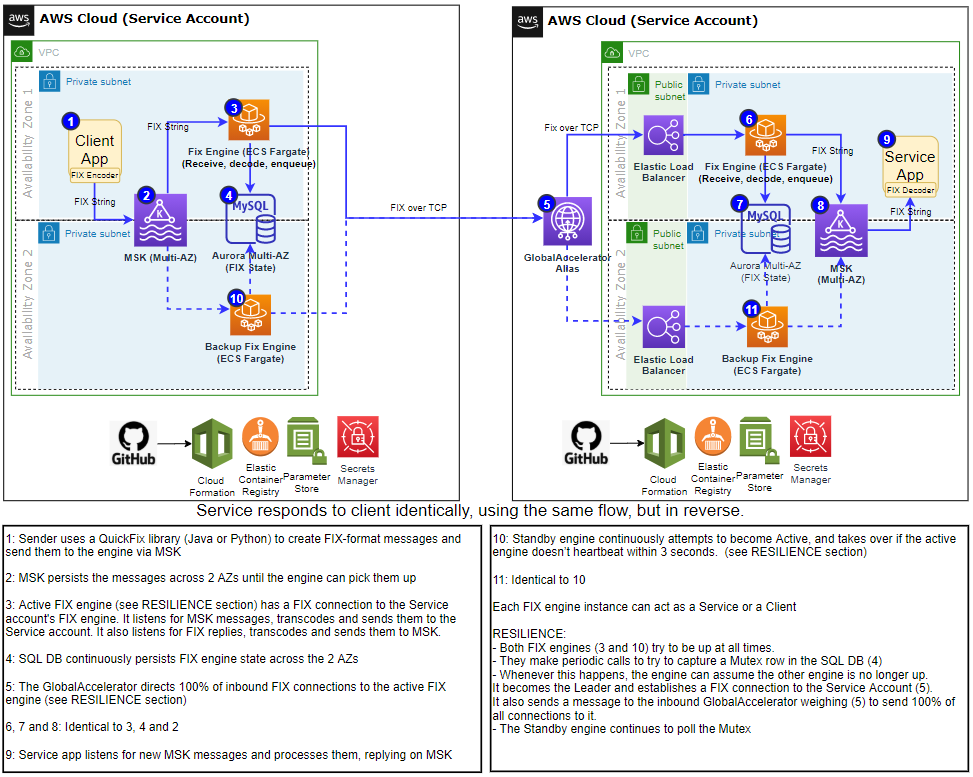 aws
AWS Cloud (Service Account)
VPC
Private subnet
Availability Zone 1
1
Client
App
FIX Encoder
FIX String
FIX String
2
MSK (Multi-AZ)
3
Fix Engine (ECS Fargate)
(Receive, decode, enqueue)
4
MySQL
Aurora Multi-AZ
(FIX State)
Private subnet
Availability Zone 2
10
Backup Fix Engine
(ECS Fargate)
FIX over TCP
GitHub
Cloud
Formation
Elastic
Container
Registry
Parameter
Store
Secrets
Manager
aws
AWS Cloud (Service Account)
VPC
Public
subnet
Private subnet
Availability Zone 1
Fix over TCP
5
GlobalAccelerator
Alias
Elastic Load
Balancer
6
Fix Engine (ECS Fargate)
(Receive, decode, enqueue)
FIX String
7
MySQL
Aurora Multi-AZ
(FIX State)
8
MSK
(Multi-AZ)
9
Service
App
FIX Decoder
FIX String
Public
subnet
Private subnet
Availability Zone 2
Elastic Load
Balancer
11
Backup Fix Engine
(ECS Fargate)
GitHub
Cloud
Formation
Elastic
Container
Registry
Parameter
Store
Secrets
Manager
Service responds to client identically, using the same flow, but in reverse.
1: Sender uses a QuickFix library (Java or Python) to create FIX-format messages and
send them to the engine via MSK
2: MSK persists the messages across 2 AZs until the engine can pick them up
3: Active FIX engine (see RESILIENCE section) has a FIX connection to the Service
account's FIX engine. It listens for MSK messages, transcodes and sends them to the
Service account. It also listens for FIX replies, transcodes and sends them to MSK.
4: SQL DB continuously persists FIX engine state across the 2 AZs
5: The GlobalAccelerator directs 100% of inbound FIX connections to the active FIX
engine (see RESILIENCE section)
6, 7 and 8: Identical to 3, 4 and 2
9: Service app listens for new MSK messages and processes them, replying on MSK
10: Standby engine continuously attempts to become Active, and takes over if the active
engine doesn't heartbeat within 3 seconds. (see RESILIENCE section)
11: Identical to 10
Each FIX engine instance can act as a Service or a Client
RESILIENCE:
- Both FIX engines (3 and 10) try to be up at all times.
- They make periodic calls to try to capture a Mutex row in the SQL DB (4)
- Whenever this happens, the engine can assume the other engine is no longer up.
It becomes the Leader and establishes a FIX connection to the Service Account (5).
It also sends a message to the inbound GlobalAccelerator weighing (5) to send 100% of
all connections to it.
- The Standby engine continues to poll the Mutex